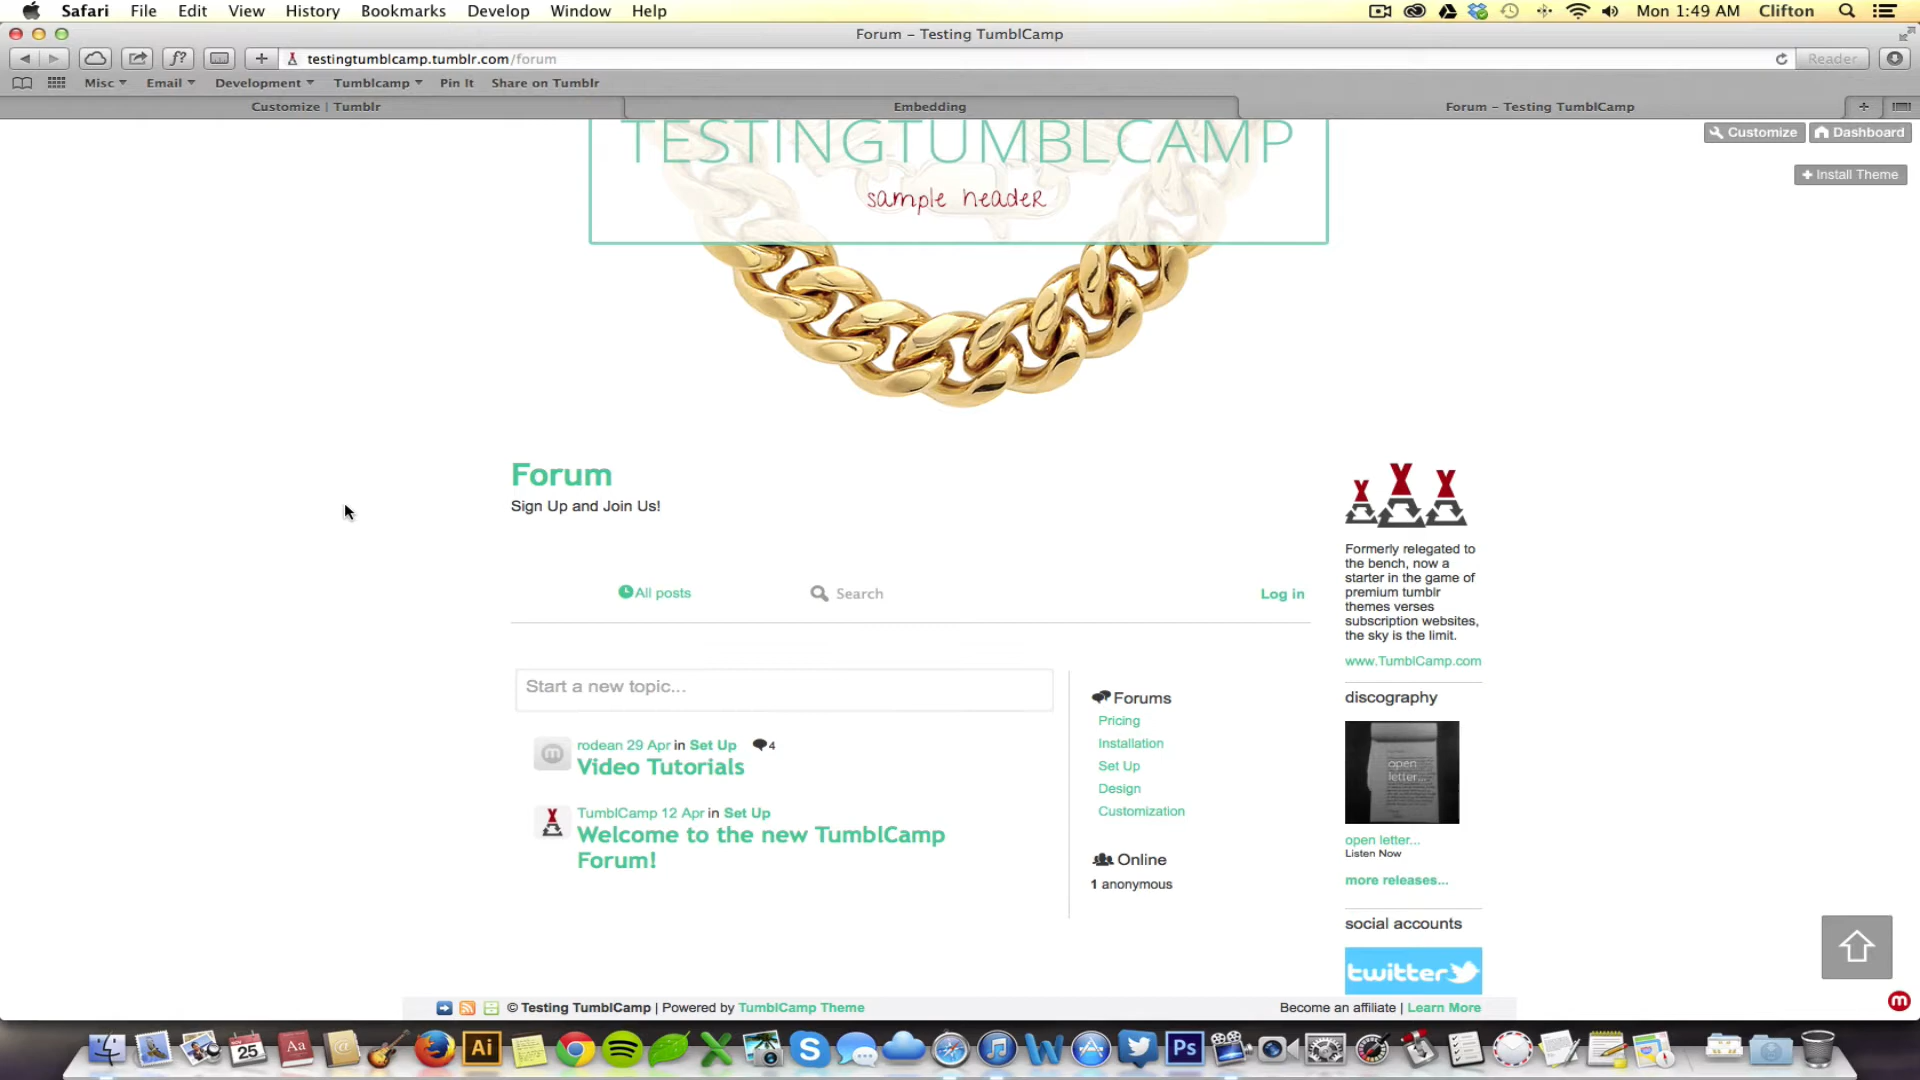 Safari File Edit View History Bookmarks Develop Window Help Mon 1:49 AM Clifton
Forum – Testing TumblCamp
testingtumblcamp.tumblr.com/forum Reader
Misc Email Development Tumblcamp Pin It Share on Tumblr
Customize | Tumblr Embedding Forum – Testing TumblCamp
Customize Dashboard
Install Theme
TESTINGTUMBLCAMP
sample header
Forum
Sign Up and Join Us!
All posts Search Log in
Start a new topic...
rodean 29 Apr in Set Up 4
Video Tutorials
TumblCamp 12 Apr in Set Up
Welcome to the new TumblCamp
Forum!
Forums
Pricing
Installation
Set Up
Design
Customization
Online
1 anonymous
Formerly relegated to
the bench, now a
starter in the game of
premium tumblr
themes verses
subscription websites,
the sky is the limit.
www.TumblCamp.com
discography
open
letter...
open letter...
Listen Now
more releases...
social accounts
twitter
© Testing TumblCamp | Powered by TumblCamp Theme
Become an affiliate | Learn More
25 Aa Ai Ps